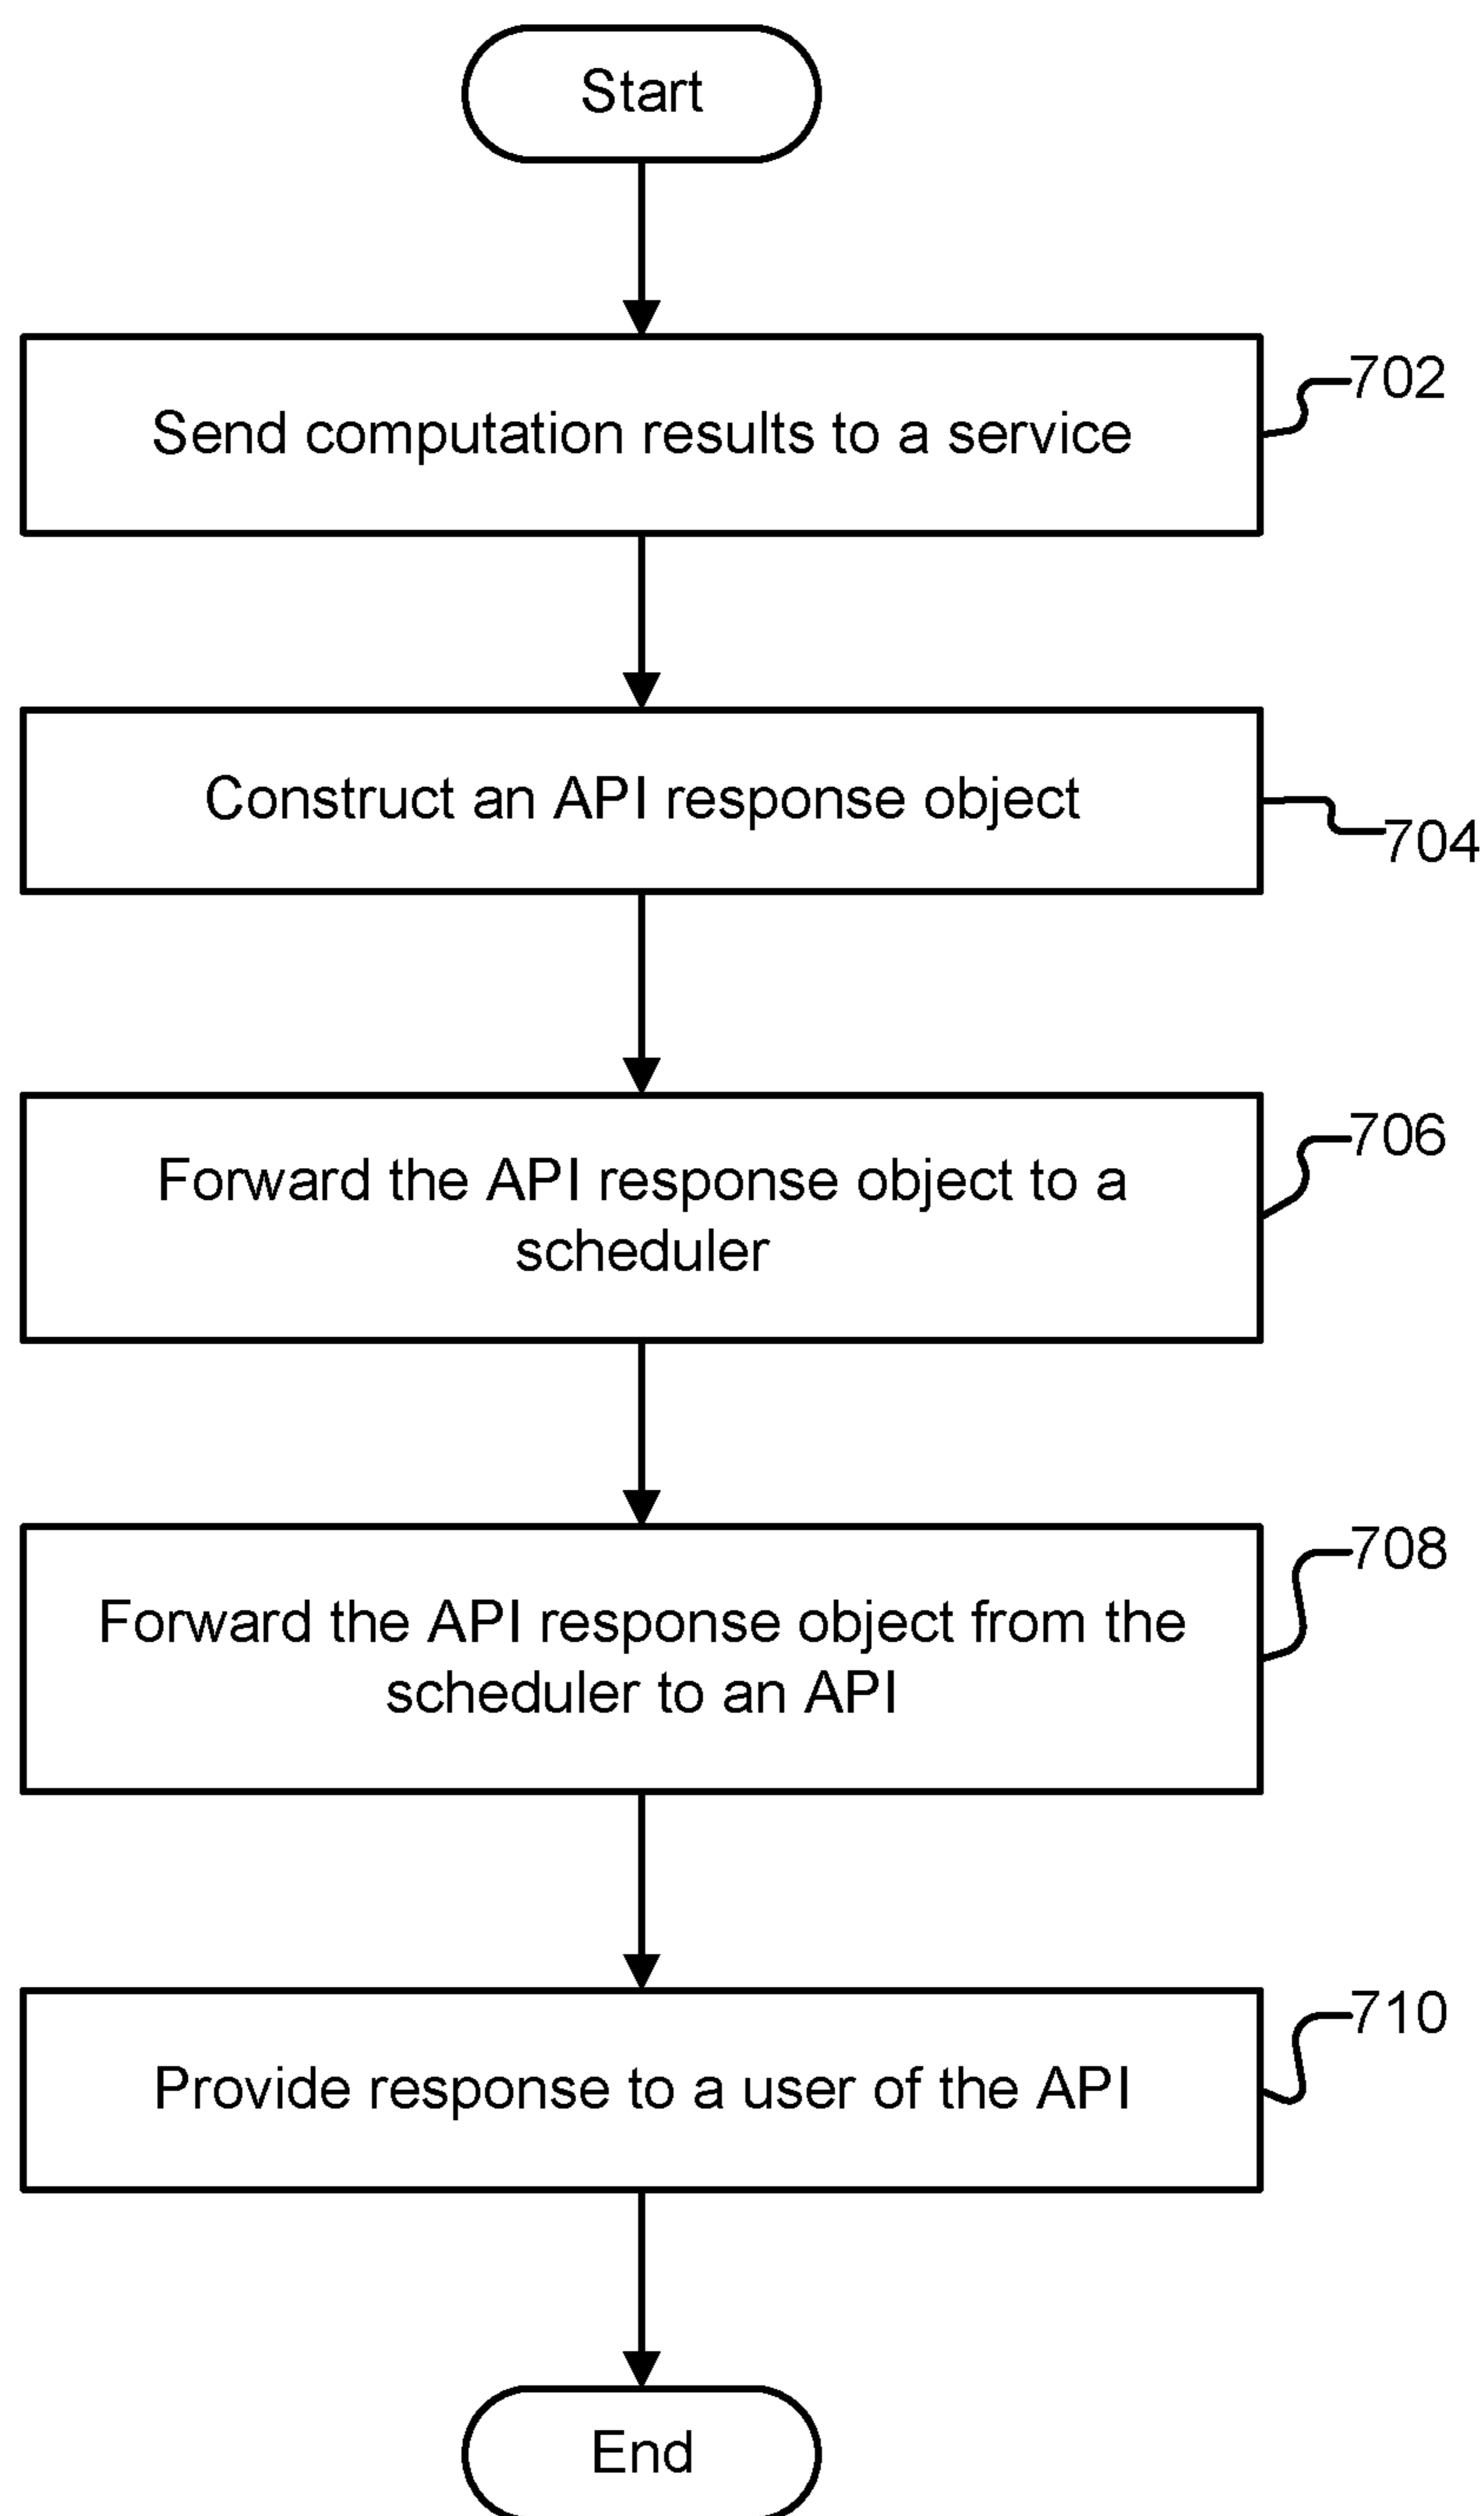 Start
Send computation results to a service
702
Construct an API response object
704
Forward the API response object to a
scheduler
706
Forward the API response object from the
scheduler to an API
708
Provide response to a user of the API
710
End